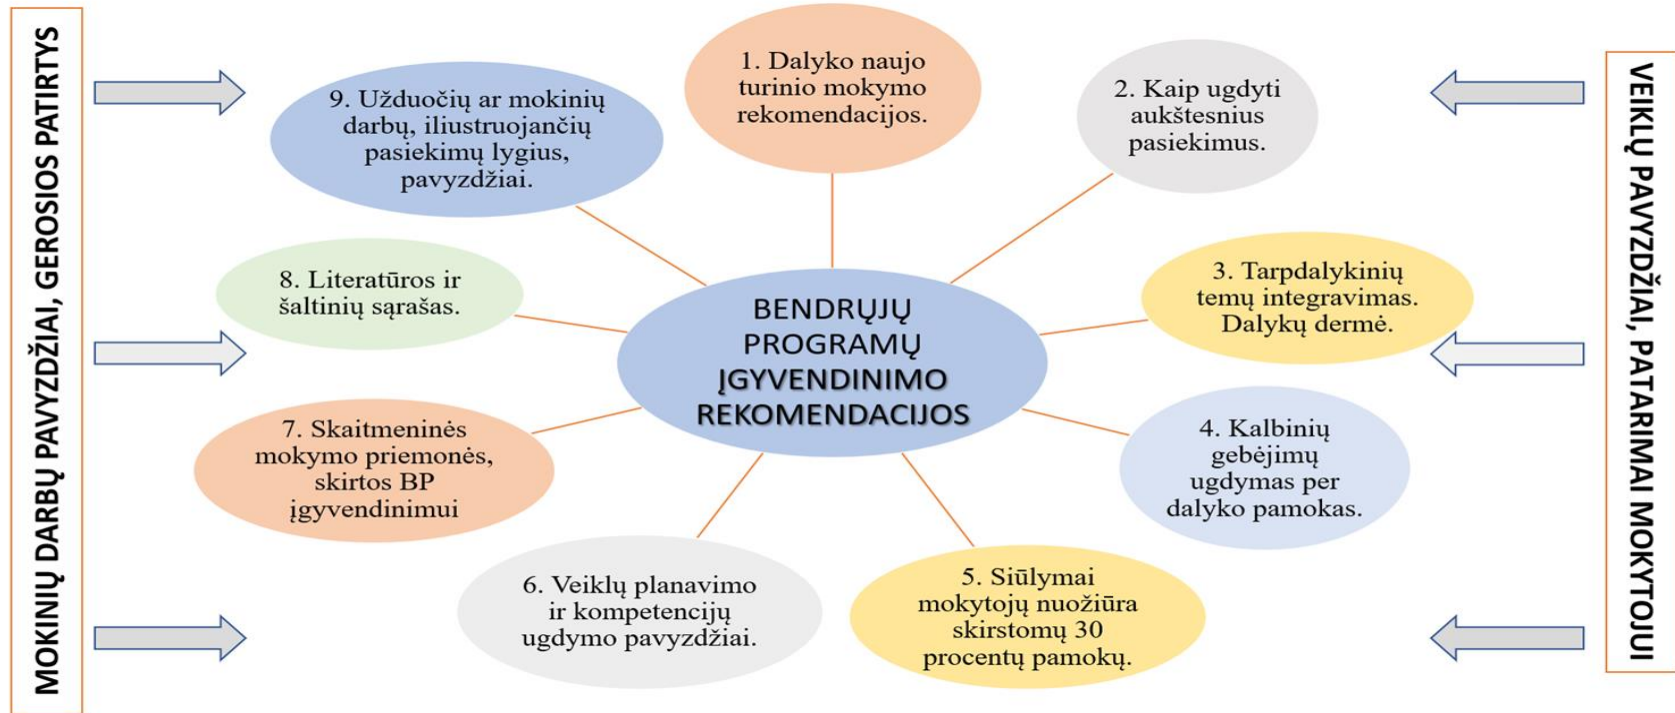 MOKINIŲ DARBŲ PAVYZDŽIAI, GEROSIOS PATIRTYS
1. Dalyko naujo
turinio mokymo
rekomendacijos.
2. Kaip ugdyti
aukštesnius
pasiekimus.
3. Tarpdalykinių
temų integravimas.
Dalykų dermė.
4. Kalbinių
gebėjimų
ugdymas per
dalyko pamokas.
5. Siūlymai
mokytojų nuožiūra
skirstomų 30
procentų pamokų.
6. Veiklų planavimo
ir kompetencijų
ugdymo pavyzdžiai.
7. Skaitmeninės
mokymo priemonės,
skirtos BP
įgyvendinimui
8. Literatūros ir
šaltinių sąrašas.
9. Užduočių ar mokinių
darbų, iliustruojančių
pasiekimų lygius,
pavyzdžiai.
BENDRŲJŲ
PROGRAMŲ
ĮGYVENDINIMO
REKOMENDACIJOS
VEIKLŲ PAVYZDŽIAI, PATARIMAI MOKYTOJUI